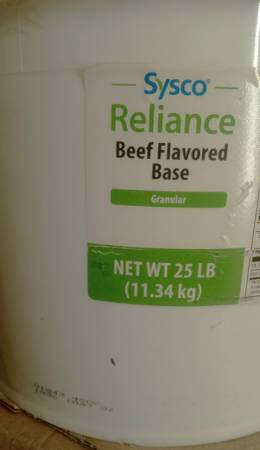 Sysco®
Reliance
Beef Flavored
Base
Granular
NET WT 25 LB
(11.34 kg)